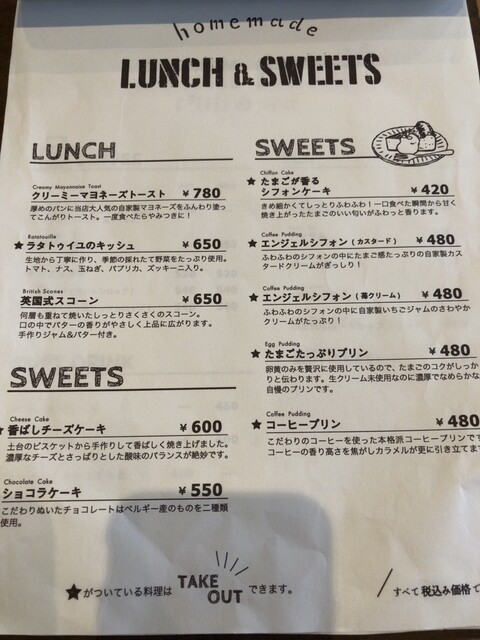 homemade
LUNCH & SWEETS
LUNCH
Creamy Mayonnaise Toast
クリーミーマヨネーズトースト ¥ 780
厚めのパンに当店大人気の自家製マヨネーズをふんわり塗っ
てこんがりトースト。一度食べたらやみつきに！
Ratatouille
★ ラタトゥイユのキッシュ ¥ 650
生地から丁寧に作り、季節の採れたて野菜をたっぷり使用。
トマト、ナス、玉ねぎ、パプリカ、ズッキーニ入り。
British Scones
英国式スコーン ¥ 650
何層も重ねて焼いたしっとりさくさくのスコーン。
口の中でバターの香りがやさしく上品に広がります。
手作りジャム&バター付き。
SWEETS
Cheese Cake
★ 香ばしチーズケーキ ¥ 600
土台のビスケットから手作りして香ばしく焼き上げました。
濃厚なチーズとさっぱりとした酸味のバランスが絶妙です。
Chocolate Cake
ショコラケーキ ¥ 550
こだわりぬいたチョコレートはベルギー産のものを二種類
使用。
SWEETS
Chiffon Cake
★ たまごが香る
シフォンケーキ ¥ 420
きめ細かくてしっとりふわふわ！一口食べた瞬間から甘く
焼き上がったたまごのいい匂いがふわっと香ります。
Coffee Pudding
★ エンジェルシフォン（カスタード） ¥ 480
ふわふわのシフォンの中にたまご感たっぷりの自家製カス
タードクリームがぎっしり！
Coffee Pudding
★ エンジェルシフォン（苺クリーム） ¥ 480
ふわふわのシフォンの中に自家製いちごジャムのさわやか
クリームがたっぷり！
Egg Pudding
★ たまごたっぷりプリン ¥ 480
卵黄のみを贅沢に使用しているので、たまごのコクがしっか
りと伝わります。生クリーム未使用なのに濃厚でなめらかな
自慢のプリンです。
Coffee Pudding
★ コーヒープリン ¥ 480
こだわりのコーヒーを使った本格派コーヒープリンです
コーヒーの香り高さを焦がしカラメルが更に引き立てま
★がついている料理は TAKE OUT できます。
すべて税込み価格で